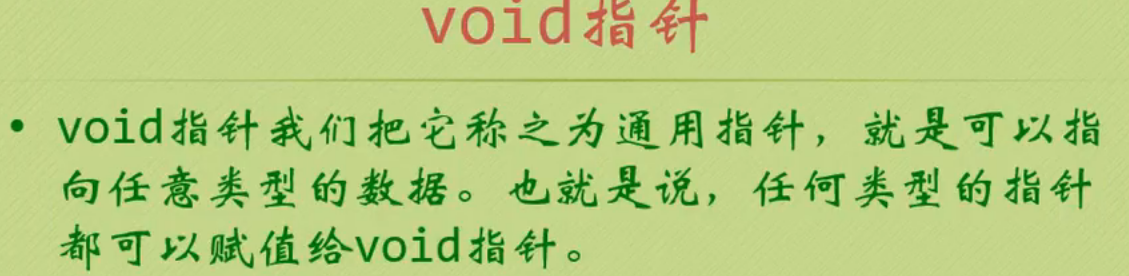 void指针
• void指针我们把它称之为通用指针，就是可以指
向任意类型的数据。也就是说，任何类型的指针
都可以赋值给void指针。